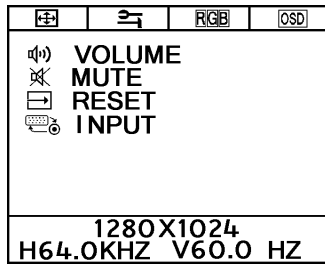 RGB OSD
VOLUME
MUTE
RESET
INPUT
1280X1024
H64.0KHZ V60.0 HZ